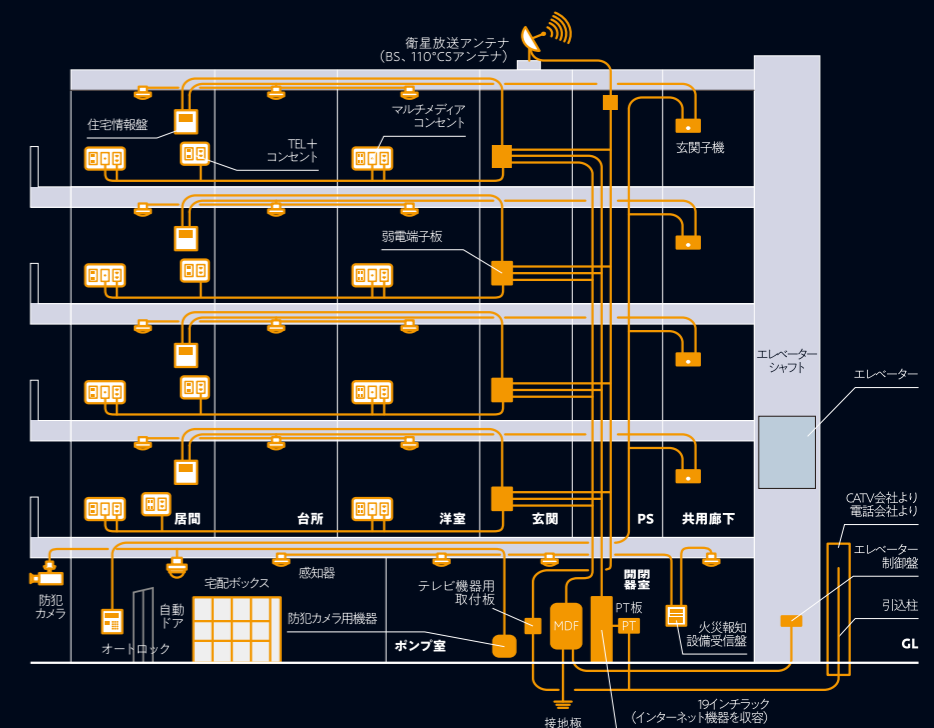 衛星放送アンテナ
（BS、110°CSアンテナ）
住宅情報盤
マルチメディア
コンセント
TEL＋
コンセント
玄関子機
弱電端子板
エレベーター
シャフト
エレベーター
居間
台所
洋室
玄関
PS
共用廊下
CATV会社より
電話会社より
エレベーター
制御盤
引込柱
GL
防犯
カメラ
自動
ドア
オートロック
宅配ボックス
感知器
防犯カメラ用機器
ポンプ室
テレビ機器用
取付板
MDF
開閉
器室
PT板
PT
火災報知
設備受信盤
接地極
19インチラック
（インターネット機器を収容）